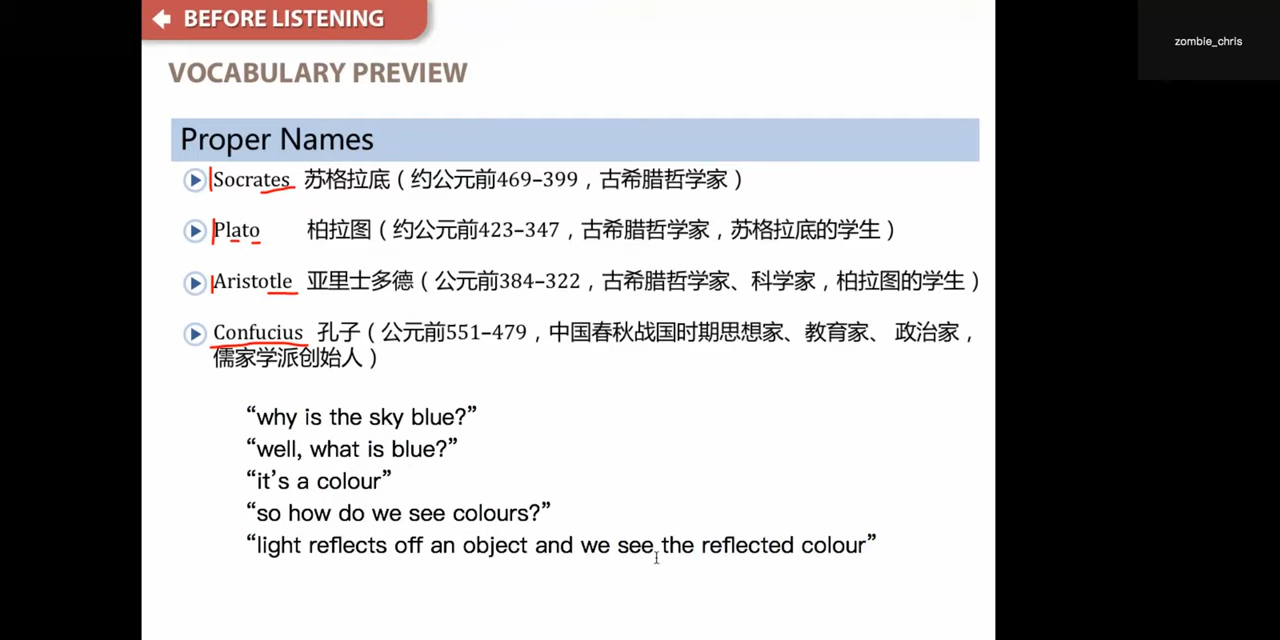 BEFORE LISTENING
zombie_chris
VOCABULARY PREVIEW
Proper Names
Socrates 苏格拉底（约公元前469–399，古希腊哲学家）
Plato 柏拉图（约公元前423–347，古希腊哲学家，苏格拉底的学生）
Aristotle 亚里士多德（公元前384–322，古希腊哲学家、科学家，柏拉图的学生）
Confucius 孔子（公元前551–479，中国春秋战国时期思想家、教育家、 政治家，
儒家学派创始人）
“why is the sky blue?”
“well, what is blue?”
“it’s a colour”
“so how do we see colours?”
“light reflects off an object and we see the reflected colour”